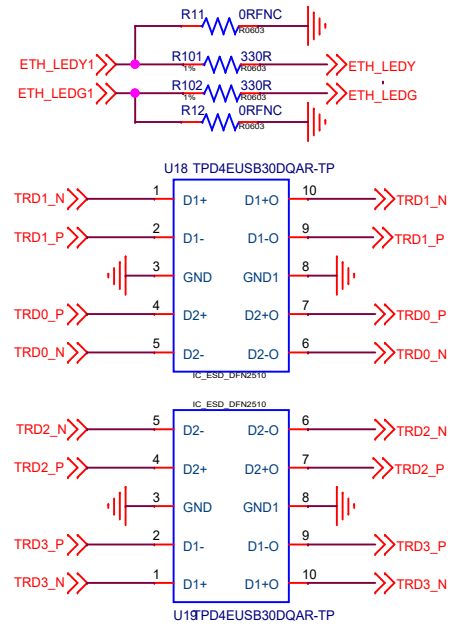 R11 0RFNC
R0603
ETH_LEDY1 R101 330R ETH_LEDY
1% R0603
ETH_LEDG1 R102 330R ETH_LEDG
1% R0603
R12 0RFNC
R0603
U18 TPD4EUSB30DQAR-TP
TRD1_N 1 D1+ D1+O 10 TRD1_N
TRD1_P 2 D1- D1-O 9 TRD1_P
3 GND GND1 8
TRD0_P 4 D2+ D2+O 7 TRD0_P
TRD0_N 5 D2- D2-O 6 TRD0_N
IC_ESD_DFN2510
IC_ESD_DFN2510
TRD2_N 5 D2- D2-O 6 TRD2_N
TRD2_P 4 D2+ D2+O 7 TRD2_P
3 GND GND1 8
TRD3_P 2 D1- D1-O 9 TRD3_P
TRD3_N 1 D1+ D1+O 10 TRD3_N
U19 TPD4EUSB30DQAR-TP